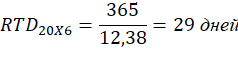 RTD₂₀ₓ₆ = 365 / 12,38 = 29 дней